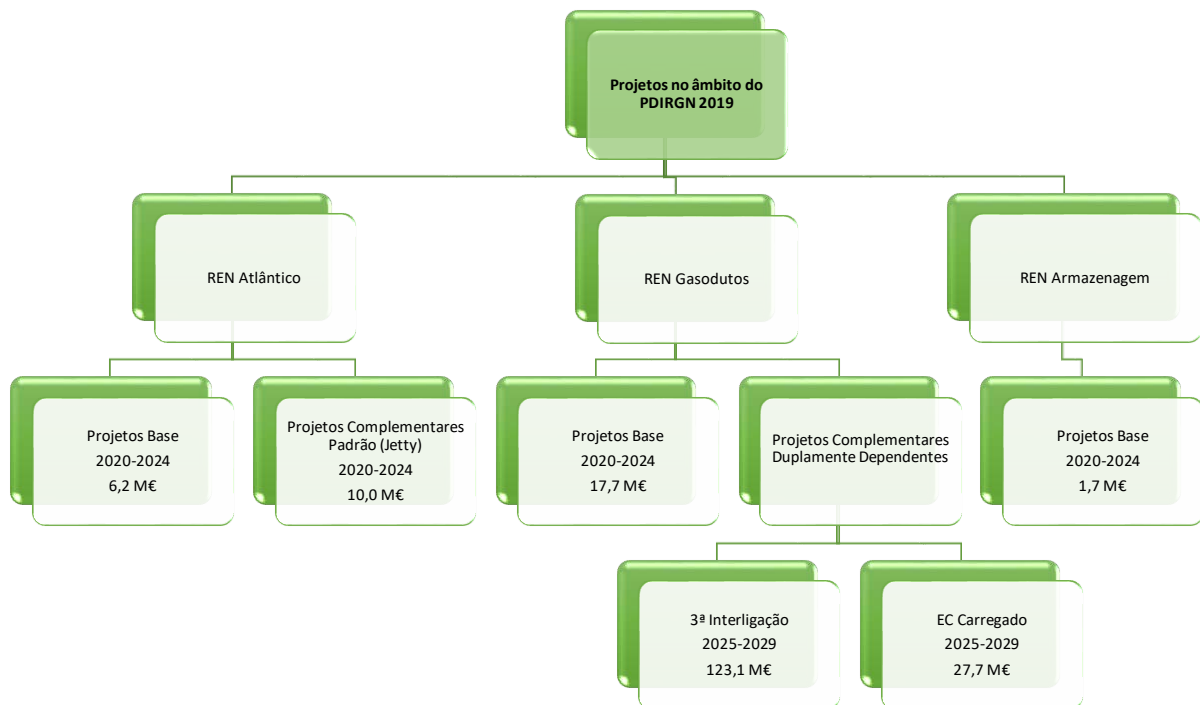 Projetos no âmbito do
PDIRGN 2019
REN Atlântico
REN Gasodutos
REN Armazenagem
Projetos Base
2020-2024
6,2 M€
Projetos Complementares
Padrão (Jetty)
2020-2024
10,0 M€
Projetos Base
2020-2024
17,7 M€
Projetos Complementares
Duplamente Dependentes
Projetos Base
2020-2024
1,7 M€
3ª Interligação
2025-2029
123,1 M€
EC Carregado
2025-2029
27,7 M€